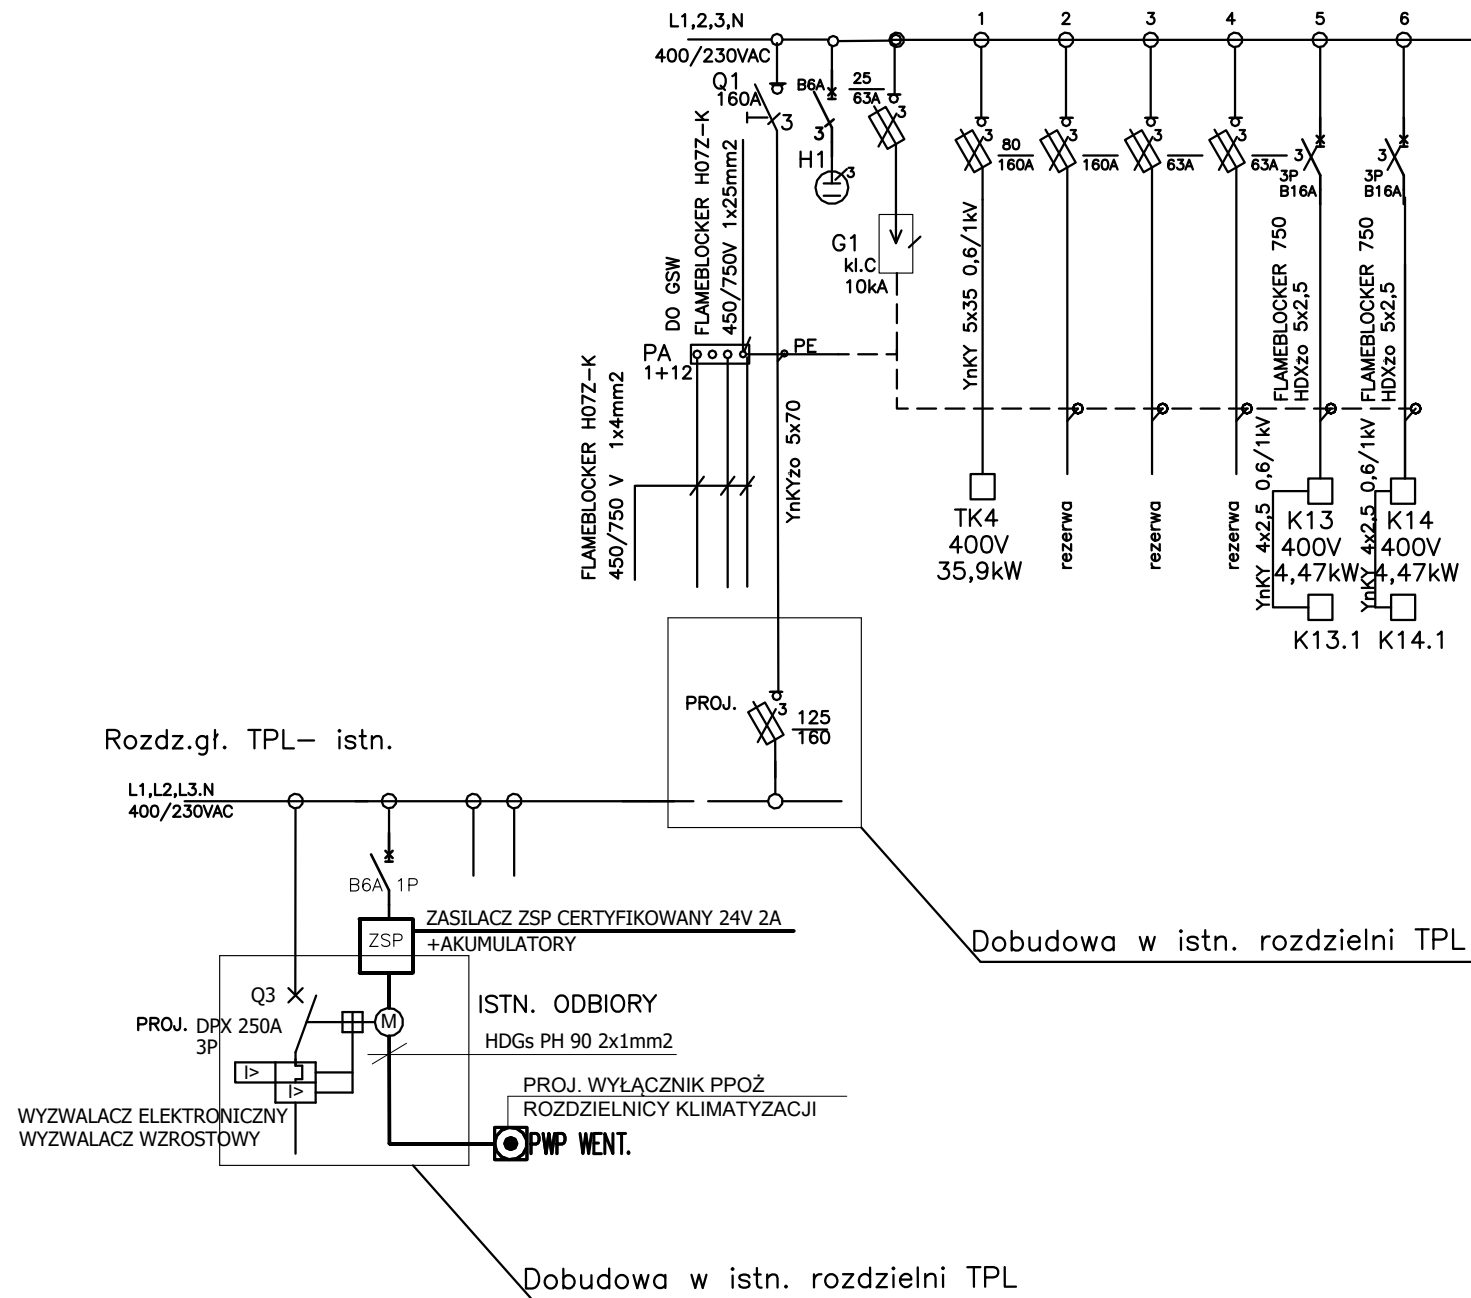 L1,2,3,N
400/230VAC
1
2
3
4
5
6
Q1
160A
3
B6A
3
H1
3
25
63A
3
G1
kl.C
10kA
3
80
160A
3
160A
3
63A
3
63A
3
3P
B16A
3
3P
B16A
DO GSW
FLAMEBLOCKER H07Z-K
450/750V 1x25mm2
PA
1+12
PE
FLAMEBLOCKER H07Z-K
450/750 V 1x4mm2
YnKYżo 5x70
YnKY 5x35 0,6/1kV
FLAMEBLOCKER 750
HDXżo 5x2,5
FLAMEBLOCKER 750
HDXżo 5x2,5
YnKY 4x2,5 0,6/1kV
YnKY 4x2,5 0,6/1kV
TK4
400V
35,9kW
rezerwa
rezerwa
rezerwa
K13
400V
4,47kW
K13.1
K14
400V
4,47kW
K14.1
PROJ.
3
125
160
Rozdz.gł. TPL– istn.
L1,L2,L3.N
400/230VAC
B6A 1P
ZSP
ZASILACZ ZSP CERTYFIKOWANY 24V 2A
+AKUMULATORY
Dobudowa w istn. rozdzielni TPL
Q3
PROJ. DPX 250A
3P
M
ISTN. ODBIORY
HDGs PH 90 2x1mm2
I>
I>
PROJ. WYŁĄCZNIK PPOŻ
ROZDZIELNICY KLIMATYZACJI
WYZWALACZ ELEKTRONICZNY
WYZWALACZ WZROSTOWY
PWP WENT.
Dobudowa w istn. rozdzielni TPL